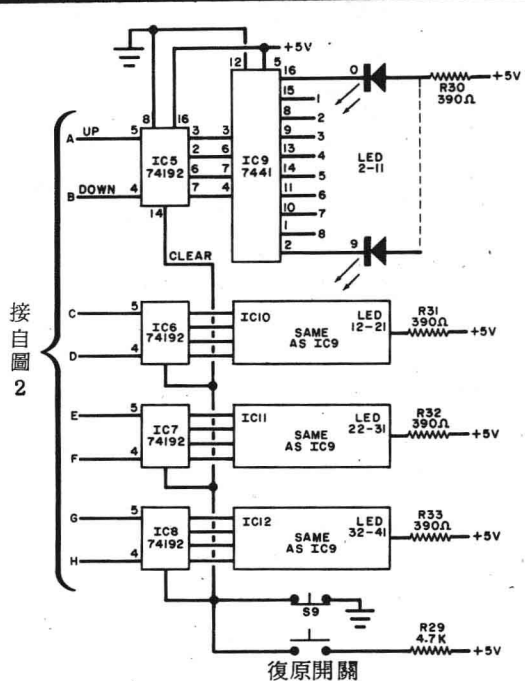 +5V
12
5
8
16
16
0
+5V
R30
390Ω
15
1
8
2
A
UP
5
3
3
9
3
IC5
74192
2
6
IC9
7441
13
4
LED
2-11
6
7
14
5
B
DOWN
4
7
4
11
6
14
10
7
1
8
CLEAR
2
9
接自圖2
C
5
IC6
74192
IC10
LED
12-21
SAME
AS IC9
R31
390Ω
+5V
D
4
E
5
IC7
74192
IC11
LED
22-31
SAME
AS IC9
R32
390Ω
+5V
F
4
G
5
IC8
74192
IC12
LED
32-41
SAME
AS IC9
R33
390Ω
+5V
H
4
S9
R29
4.7K
+5V
復原開關